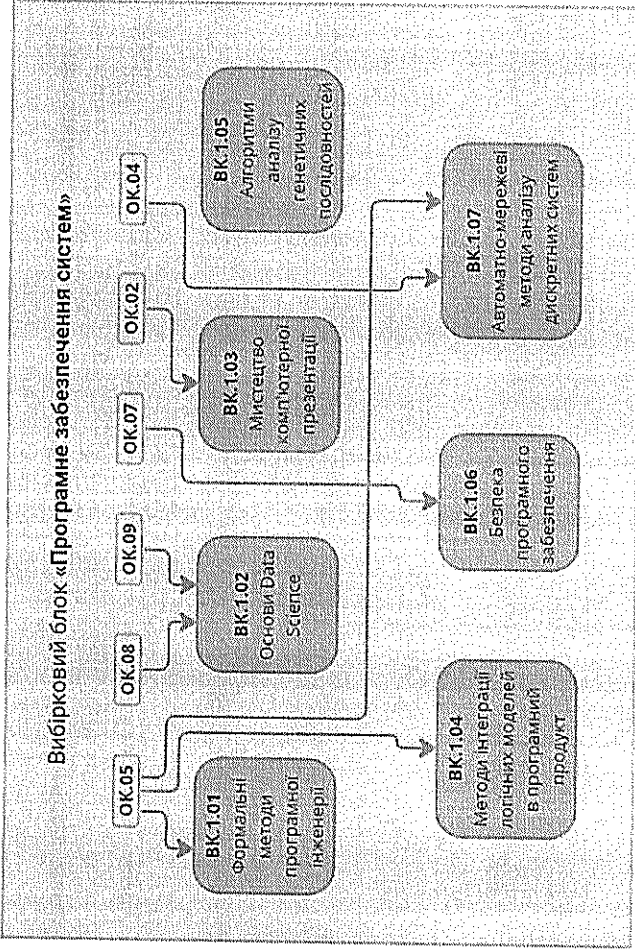 Вибірковий блок «Програмне забезпечення систем»
ОК.05
ОК.08
ОК.09
ОК.07
ОК.02
ОК.04
ВК.1.01
Формальні
методи
програмної
інженерії
ВК.1.02
Основи Data
Science
ВК.1.03
Мистецтво
комп'ютерної
презентації
ВК.1.05
Алгоритми
аналізу
генетичних
послідовностей
ВК.1.04
Методи інтеграції
логічних моделей
в програмний
продукт
ВК.1.06
Безпека
програмного
забезпечення
ВК.1.07
Автоматно-мережеві
методи аналізу
дискретних систем